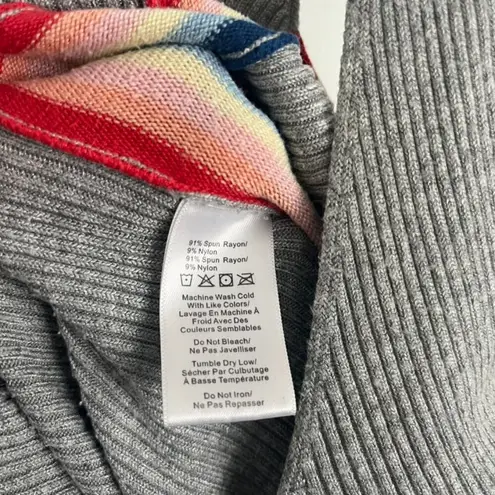 91% Spun Rayon/
9% Nylon
91% Spun Rayon/
9% Nylon
Machine Wash Cold
With Like Colors/
Lavage En Machine À
Froid Avec Des
Couleurs Semblables
Do Not Bleach/
Ne Pas Javelliser
Tumble Dry Low/
Sécher Par Culbutage
À Basse Température
Do Not Iron/
Ne Pas Repasser